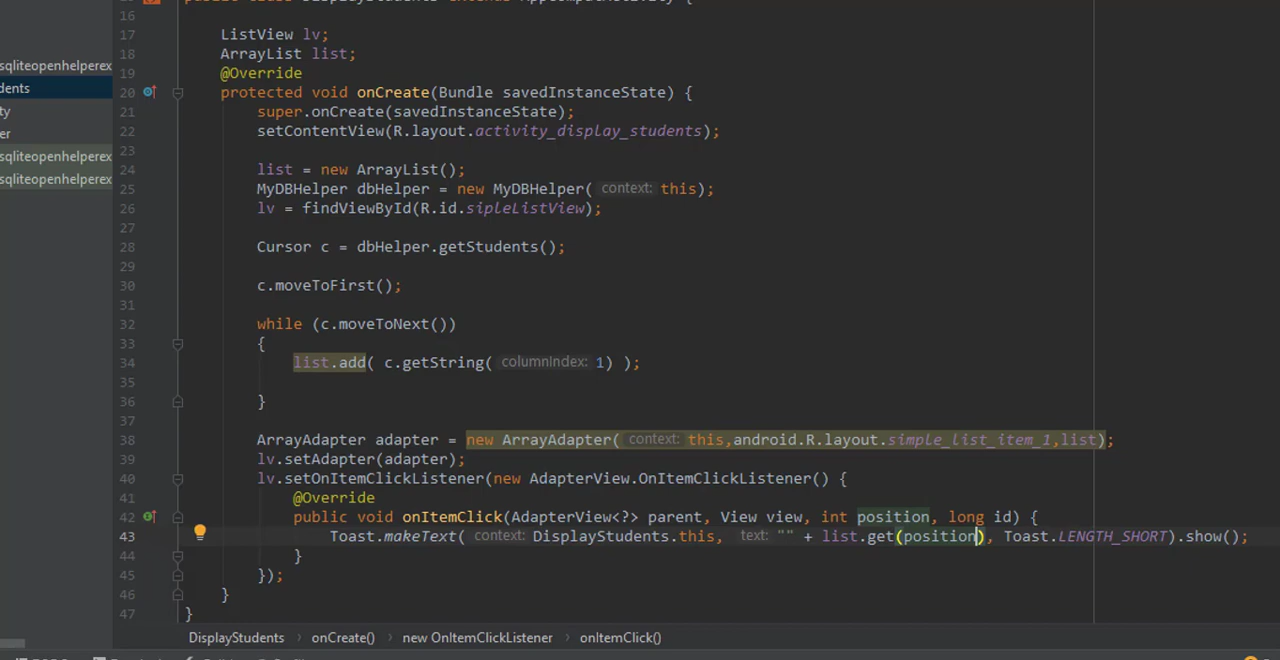 16
17 ListView lv;
18 ArrayList list;
sqliteopenhelperex
19 @Override
dents
20 protected void onCreate(Bundle savedInstanceState) {
ty
21 super.onCreate(savedInstanceState);
er
22 setContentView(R.layout.activity_display_students);
sqliteopenhelperex
23
24 list = new ArrayList();
sqliteopenhelperex
25 MyDBHelper dbHelper = new MyDBHelper( context: this);
26 lv = findViewById(R.id.sipleListView);
27
28 Cursor c = dbHelper.getStudents();
29
30 c.moveToFirst();
31
32 while (c.moveToNext())
33 {
34 list.add( c.getString( columnIndex: 1) );
35
36 }
37
38 ArrayAdapter adapter = new ArrayAdapter( context: this,android.R.layout.simple_list_item_1,list);
39 lv.setAdapter(adapter);
40 lv.setOnItemClickListener(new AdapterView.OnItemClickListener() {
41 @Override
42 public void onItemClick(AdapterView<?> parent, View view, int position, long id) {
43 Toast.makeText( context: DisplayStudents.this, text: "" + list.get(position), Toast.LENGTH_SHORT).show();
44 }
45 });
46 }
47 }
DisplayStudents › onCreate() › new OnItemClickListener › onItemClick()